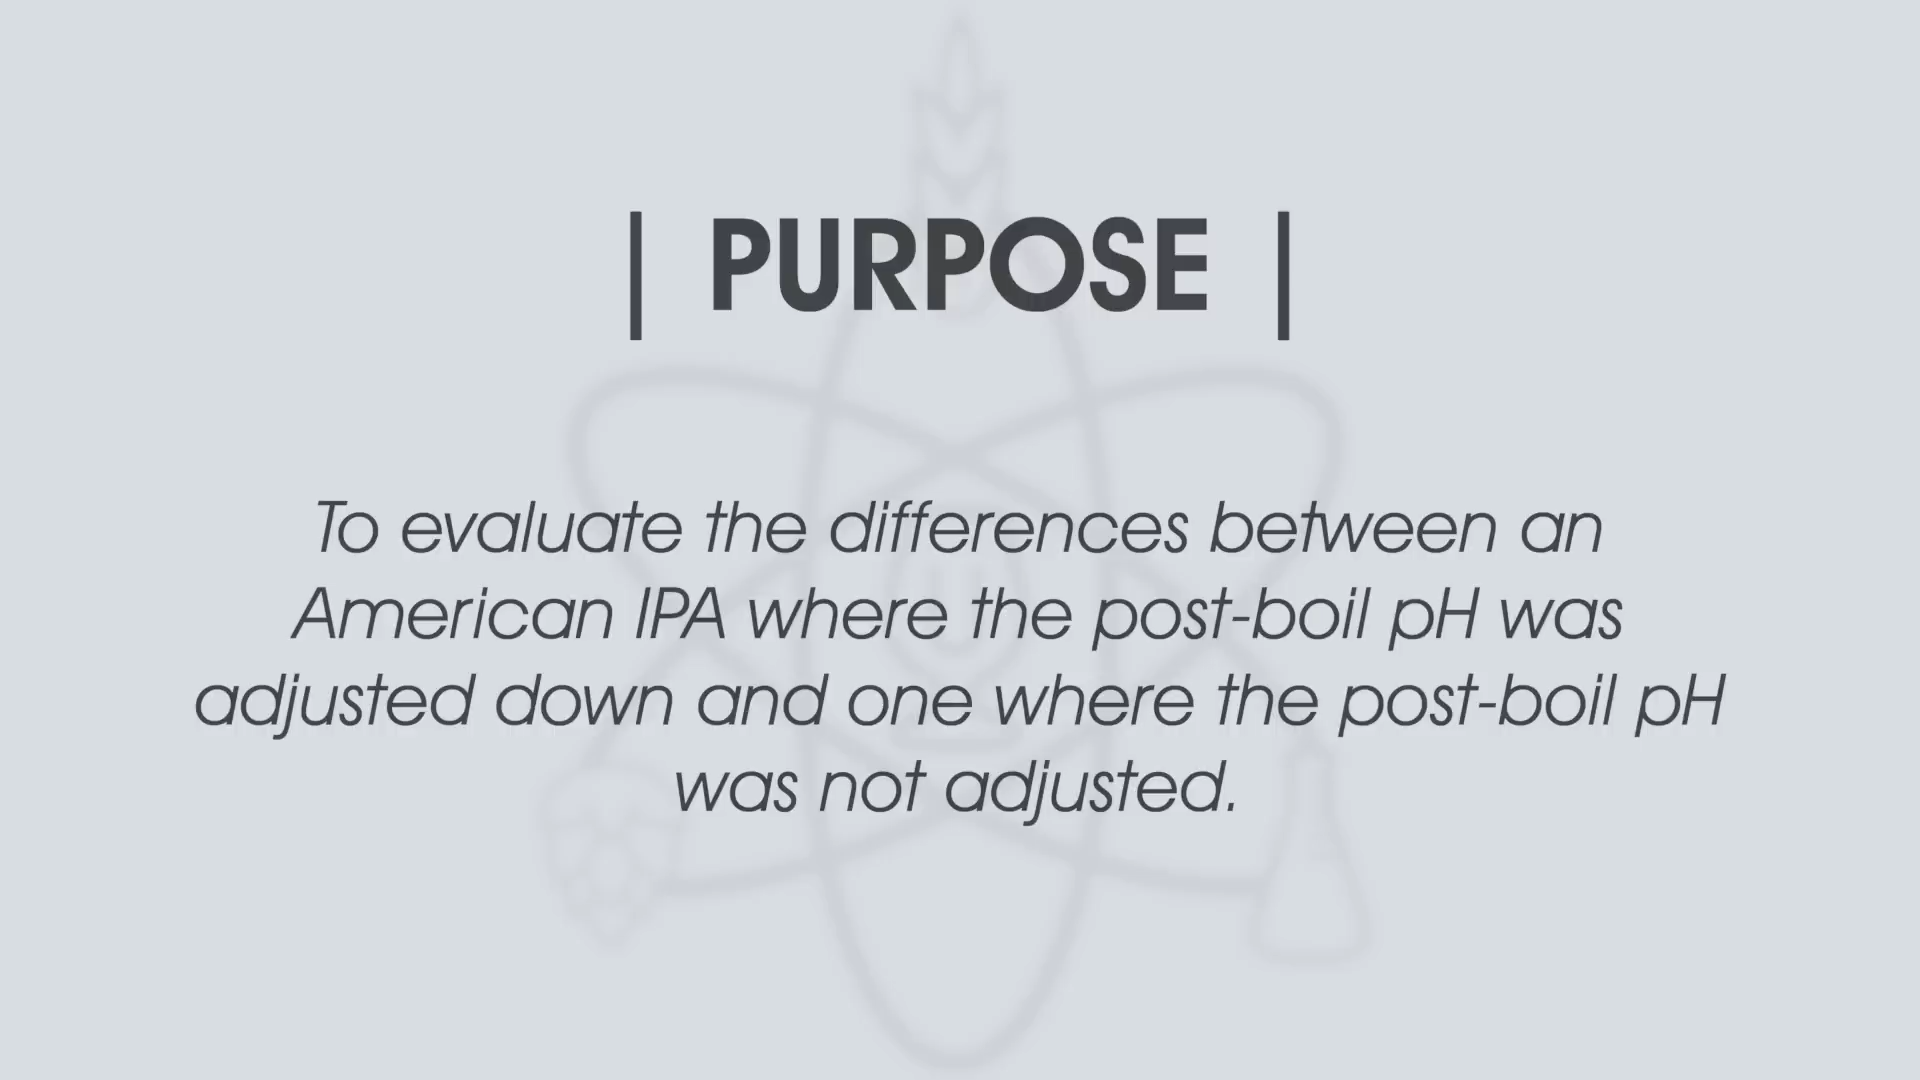 | PURPOSE |
To evaluate the differences between an
American IPA where the post-boil pH was
adjusted down and one where the post-boil pH
was not adjusted.